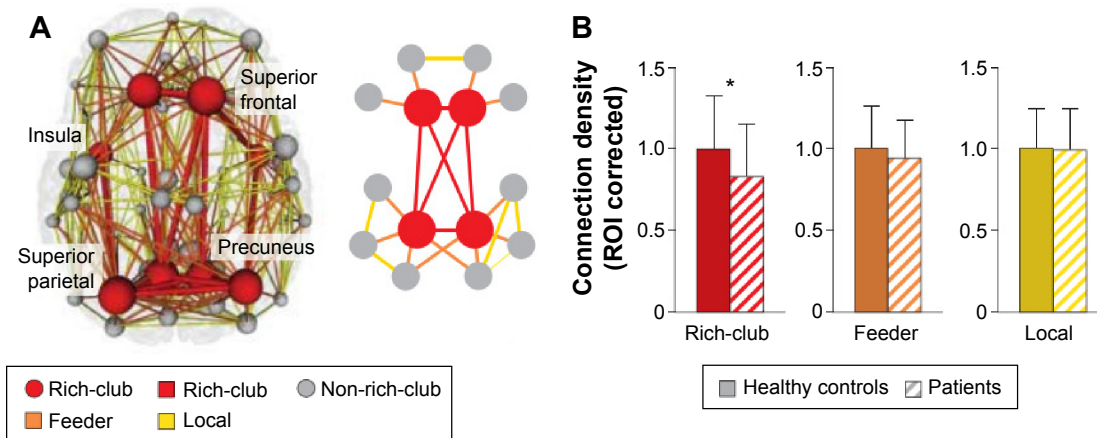 A
Superior
frontal
Insula
Superior
parietal
Precuneus
Rich-club
Rich-club
Non-rich-club
Feeder
Local
B
Connection density
(ROI corrected)
1.5
1.0
0.5
0
*
Rich-club
1.5
1.0
0.5
0
Feeder
1.5
1.0
0.5
0
Local
Healthy controls
Patients